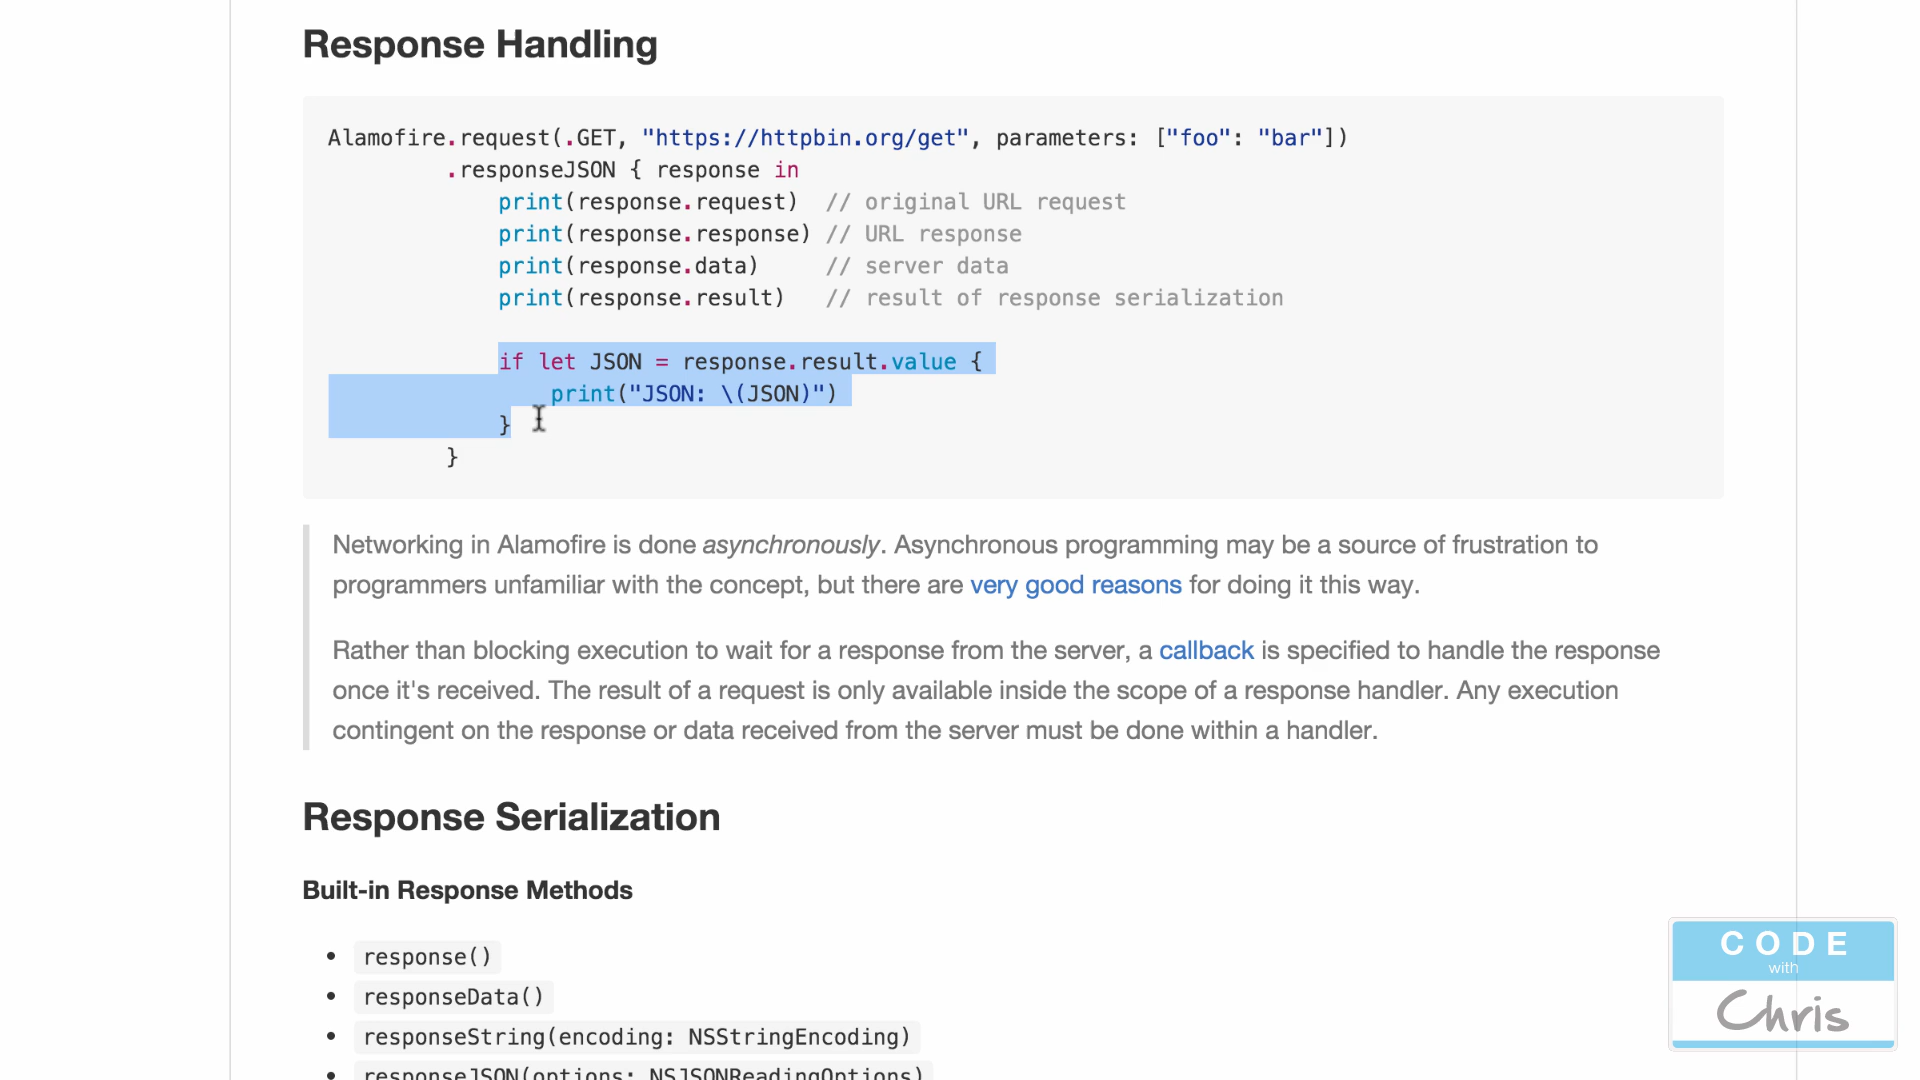 Response Handling
Alamofire.request(.GET, "https://httpbin.org/get", parameters: ["foo": "bar"])
.responseJSON { response in
print(response.request)  // original URL request
print(response.response) // URL response
print(response.data)     // server data
print(response.result)   // result of response serialization
if let JSON = response.result.value {
print("JSON: \(JSON)")
}
}
Networking in Alamofire is done asynchronously. Asynchronous programming may be a source of frustration to
programmers unfamiliar with the concept, but there are very good reasons for doing it this way.
Rather than blocking execution to wait for a response from the server, a callback is specified to handle the response
once it's received. The result of a request is only available inside the scope of a response handler. Any execution
contingent on the response or data received from the server must be done within a handler.
Response Serialization
Built-in Response Methods
• response()
• responseData()
• responseString(encoding: NSStringEncoding)
• responseJSON(options: NSJSONReadingOptions)
CODE
with
Chris